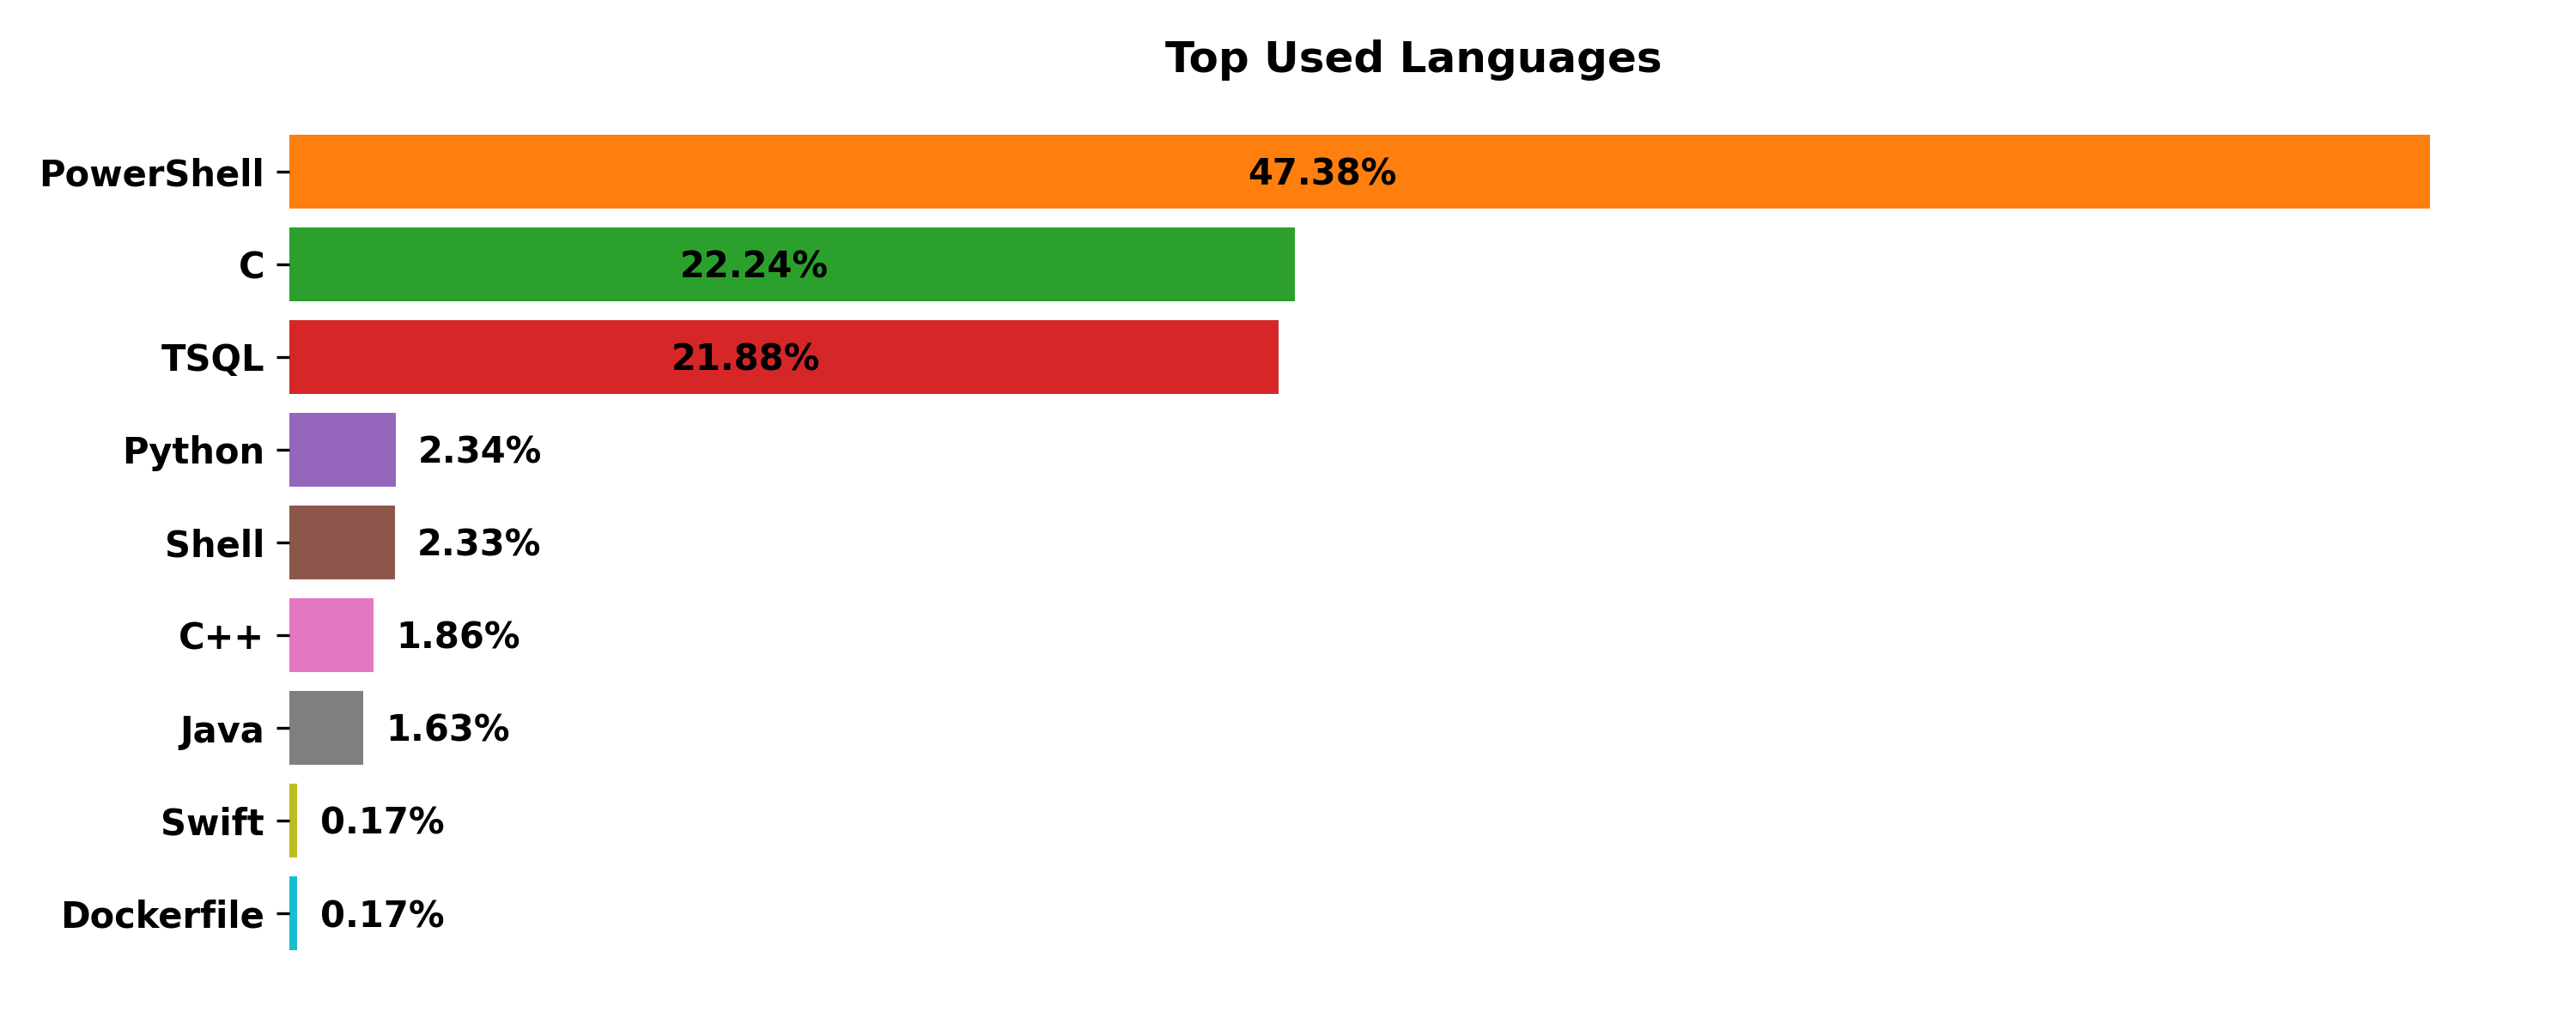 Top Used Languages
PowerShell 47.38%
C 22.24%
TSQL 21.88%
Python 2.34%
Shell 2.33%
C++ 1.86%
Java 1.63%
Swift 0.17%
Dockerfile 0.17%